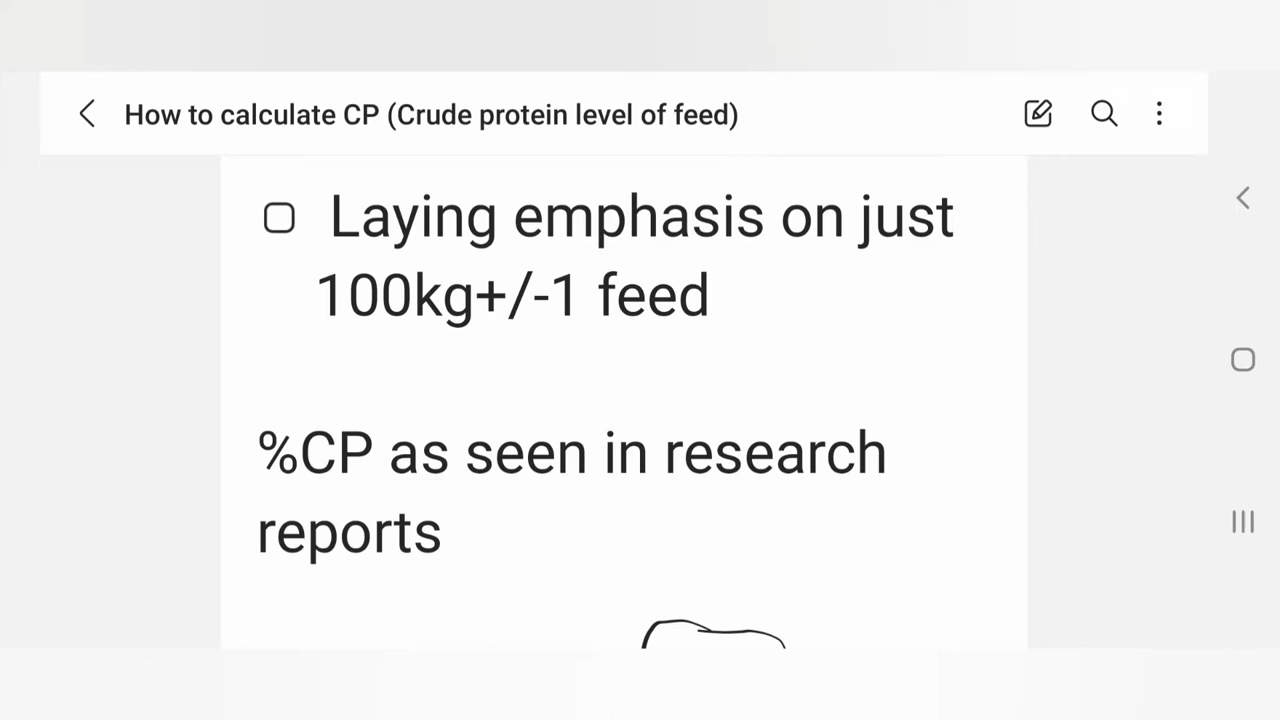 How to calculate CP (Crude protein level of feed)
Laying emphasis on just
100kg+/-1 feed
%CP as seen in research
reports